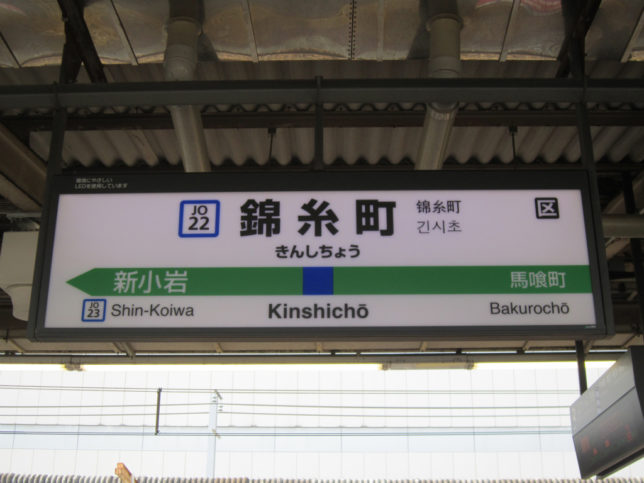 環境にやさしい
LEDを使用しています
JO
22
錦糸町
錦糸町
긴시초
区
きんしちょう
新小岩
馬喰町
JO
23
Shin-Koiwa
Kinshichō
Bakurochō